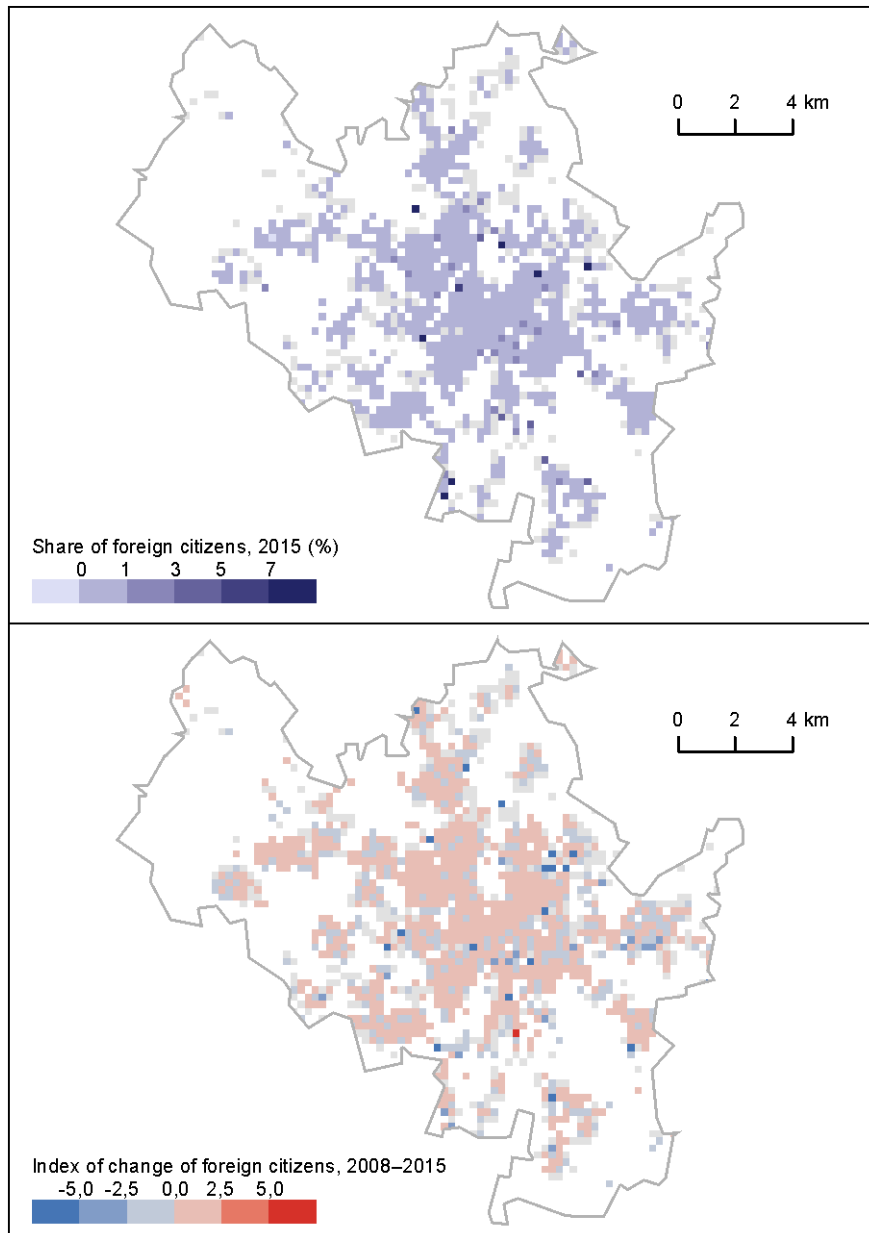 0 2 4 km
Share of foreign citizens, 2015 (%)
0 1 3 5 7
0 2 4 km
Index of change of foreign citizens, 2008–2015
-5,0 -2,5 0,0 2,5 5,0